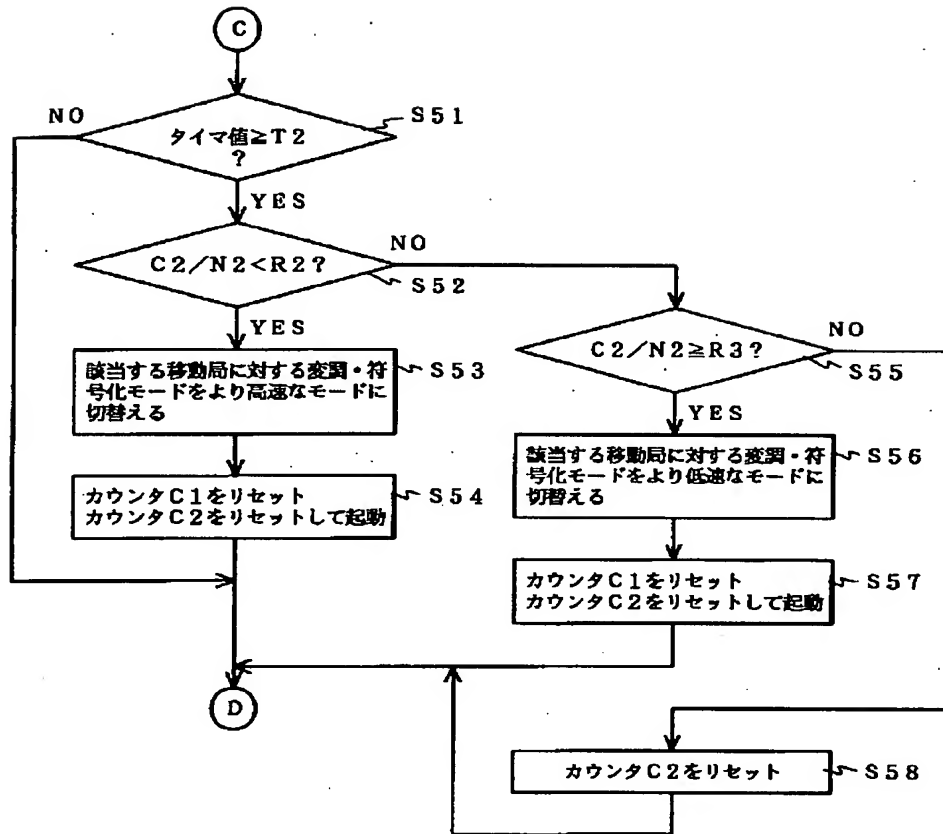 C
NO
S51
タイマ値≧T2
?
YES
C2/N2<R2?
NO
S52
YES
該当する移動局に対する変調・符
号化モードをより高速なモードに
切替える
S53
カウンタC1をリセット
カウンタC2をリセットして起動
S54
C2/N2≧R3?
NO
S55
YES
該当する移動局に対する変調・符
号化モードをより低速なモードに
切替える
S56
カウンタC1をリセット
カウンタC2をリセットして起動
S57
D
カウンタC2をリセット
S58